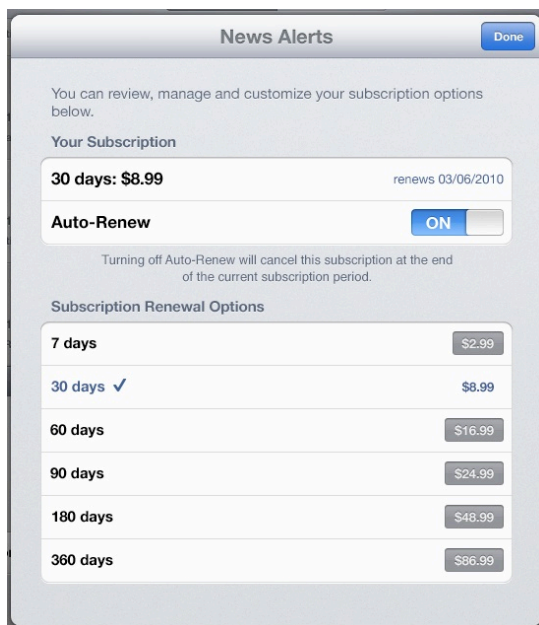 News Alerts
Done
You can review, manage and customize your subscription options
below.
Your Subscription
30 days: $8.99
renews 03/06/2010
Auto-Renew
ON
Turning off Auto-Renew will cancel this subscription at the end
of the current subscription period.
Subscription Renewal Options
7 days
$2.99
30 days ✓
$8.99
60 days
$16.99
90 days
$24.99
180 days
$48.99
360 days
$86.99